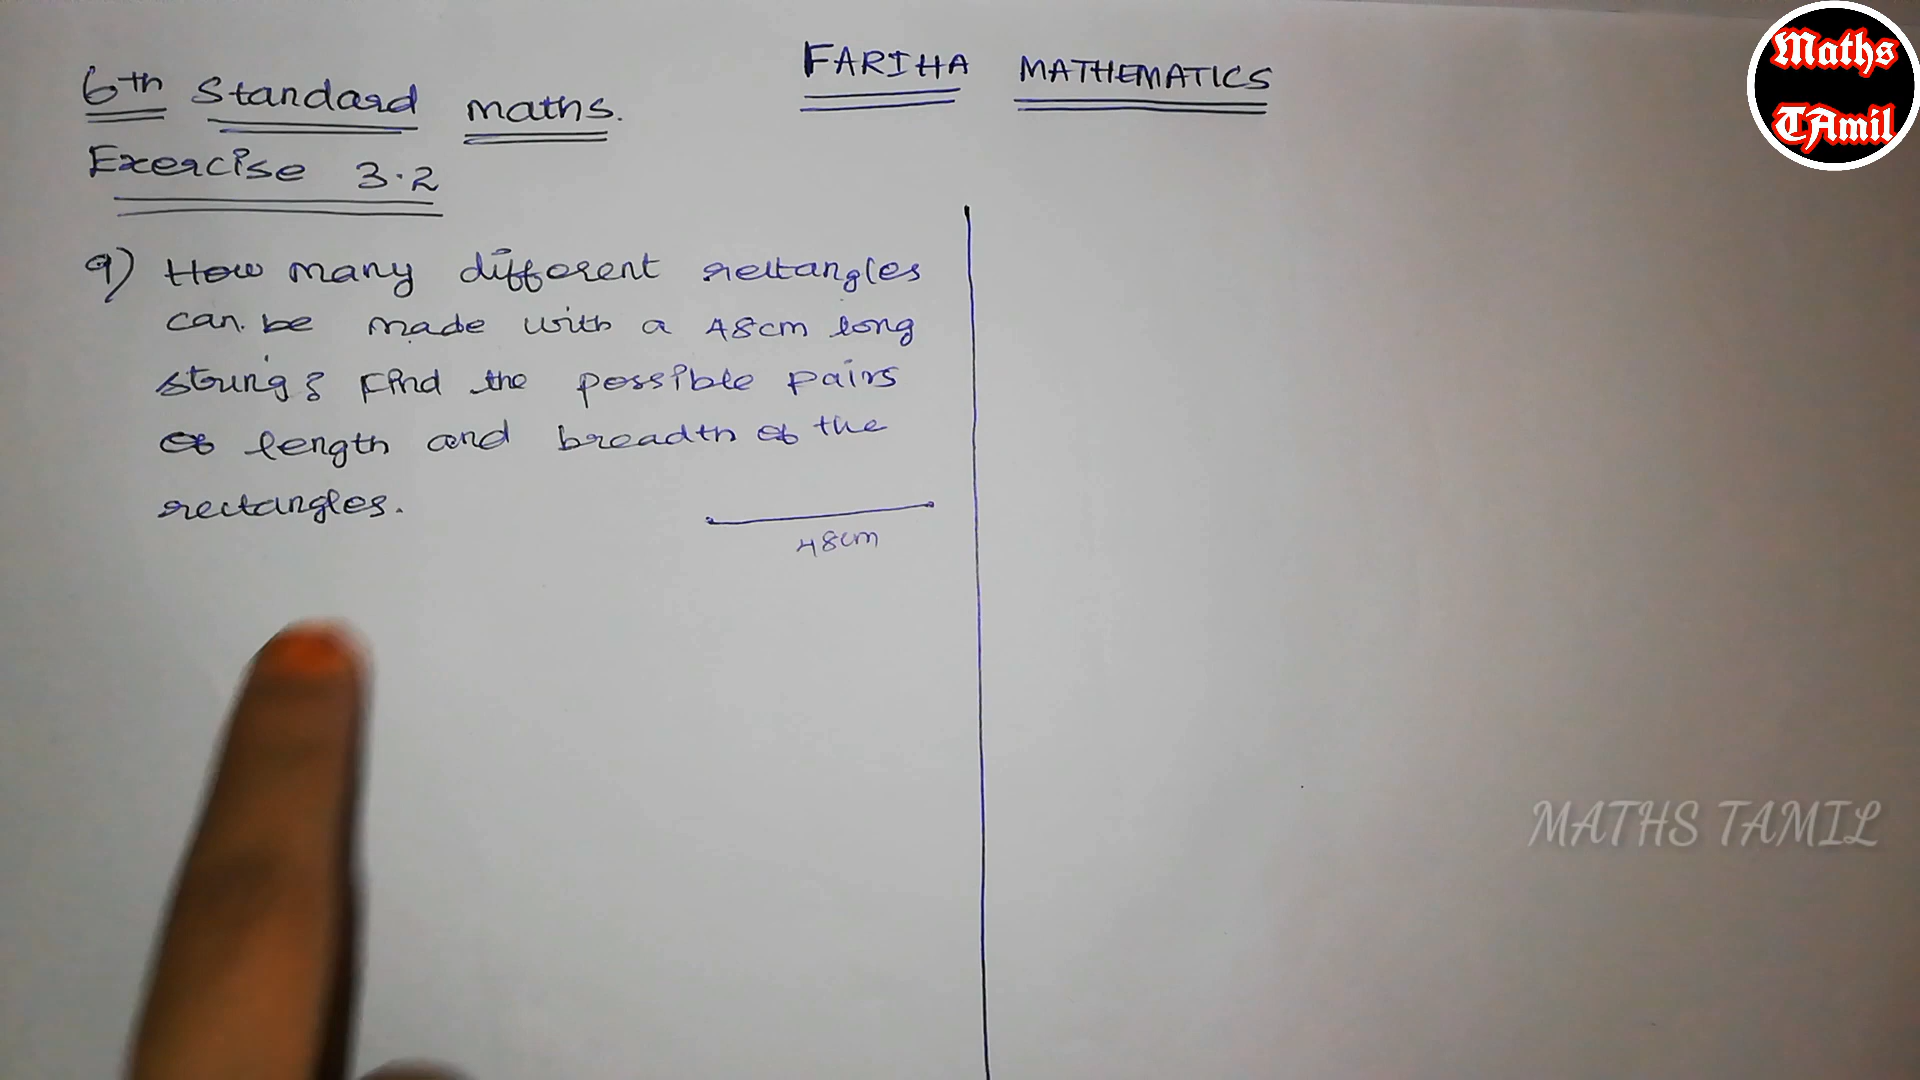 6th Standard maths.
FARIHA MATHEMATICS
Maths
TAmil
Exercise 3.2
9) How many different rectangles
can be made with a 48cm long
string? Find the possible pairs
of length and breadth of the
rectangles.
48cm
MATHS TAMIL